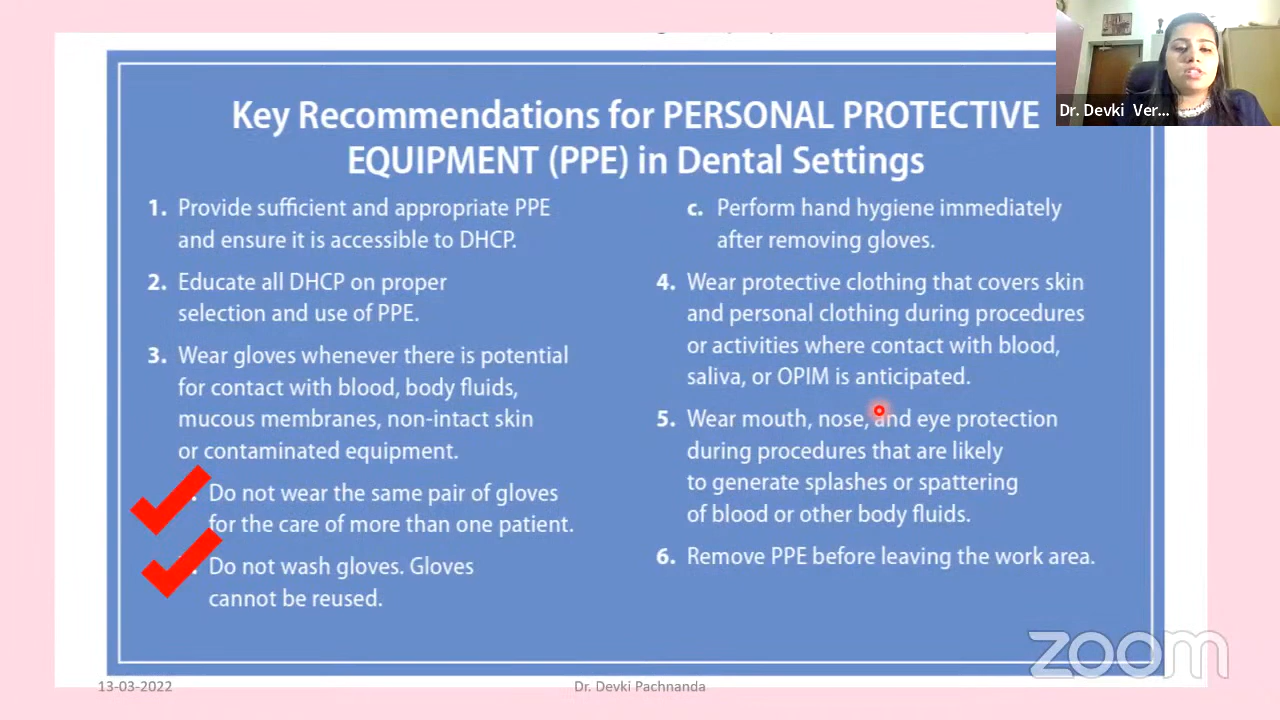 Dr. Devki Ver...
Key Recommendations for PERSONAL PROTECTIVE
EQUIPMENT (PPE) in Dental Settings
1. Provide sufficient and appropriate PPE
and ensure it is accessible to DHCP.
2. Educate all DHCP on proper
selection and use of PPE.
3. Wear gloves whenever there is potential
for contact with blood, body fluids,
mucous membranes, non-intact skin
or contaminated equipment.
Do not wear the same pair of gloves
for the care of more than one patient.
Do not wash gloves. Gloves
cannot be reused.
c. Perform hand hygiene immediately
after removing gloves.
4. Wear protective clothing that covers skin
and personal clothing during procedures
or activities where contact with blood,
saliva, or OPIM is anticipated.
5. Wear mouth, nose, and eye protection
during procedures that are likely
to generate splashes or spattering
of blood or other body fluids.
6. Remove PPE before leaving the work area.
zoom
13-03-2022
Dr. Devki Pachnanda